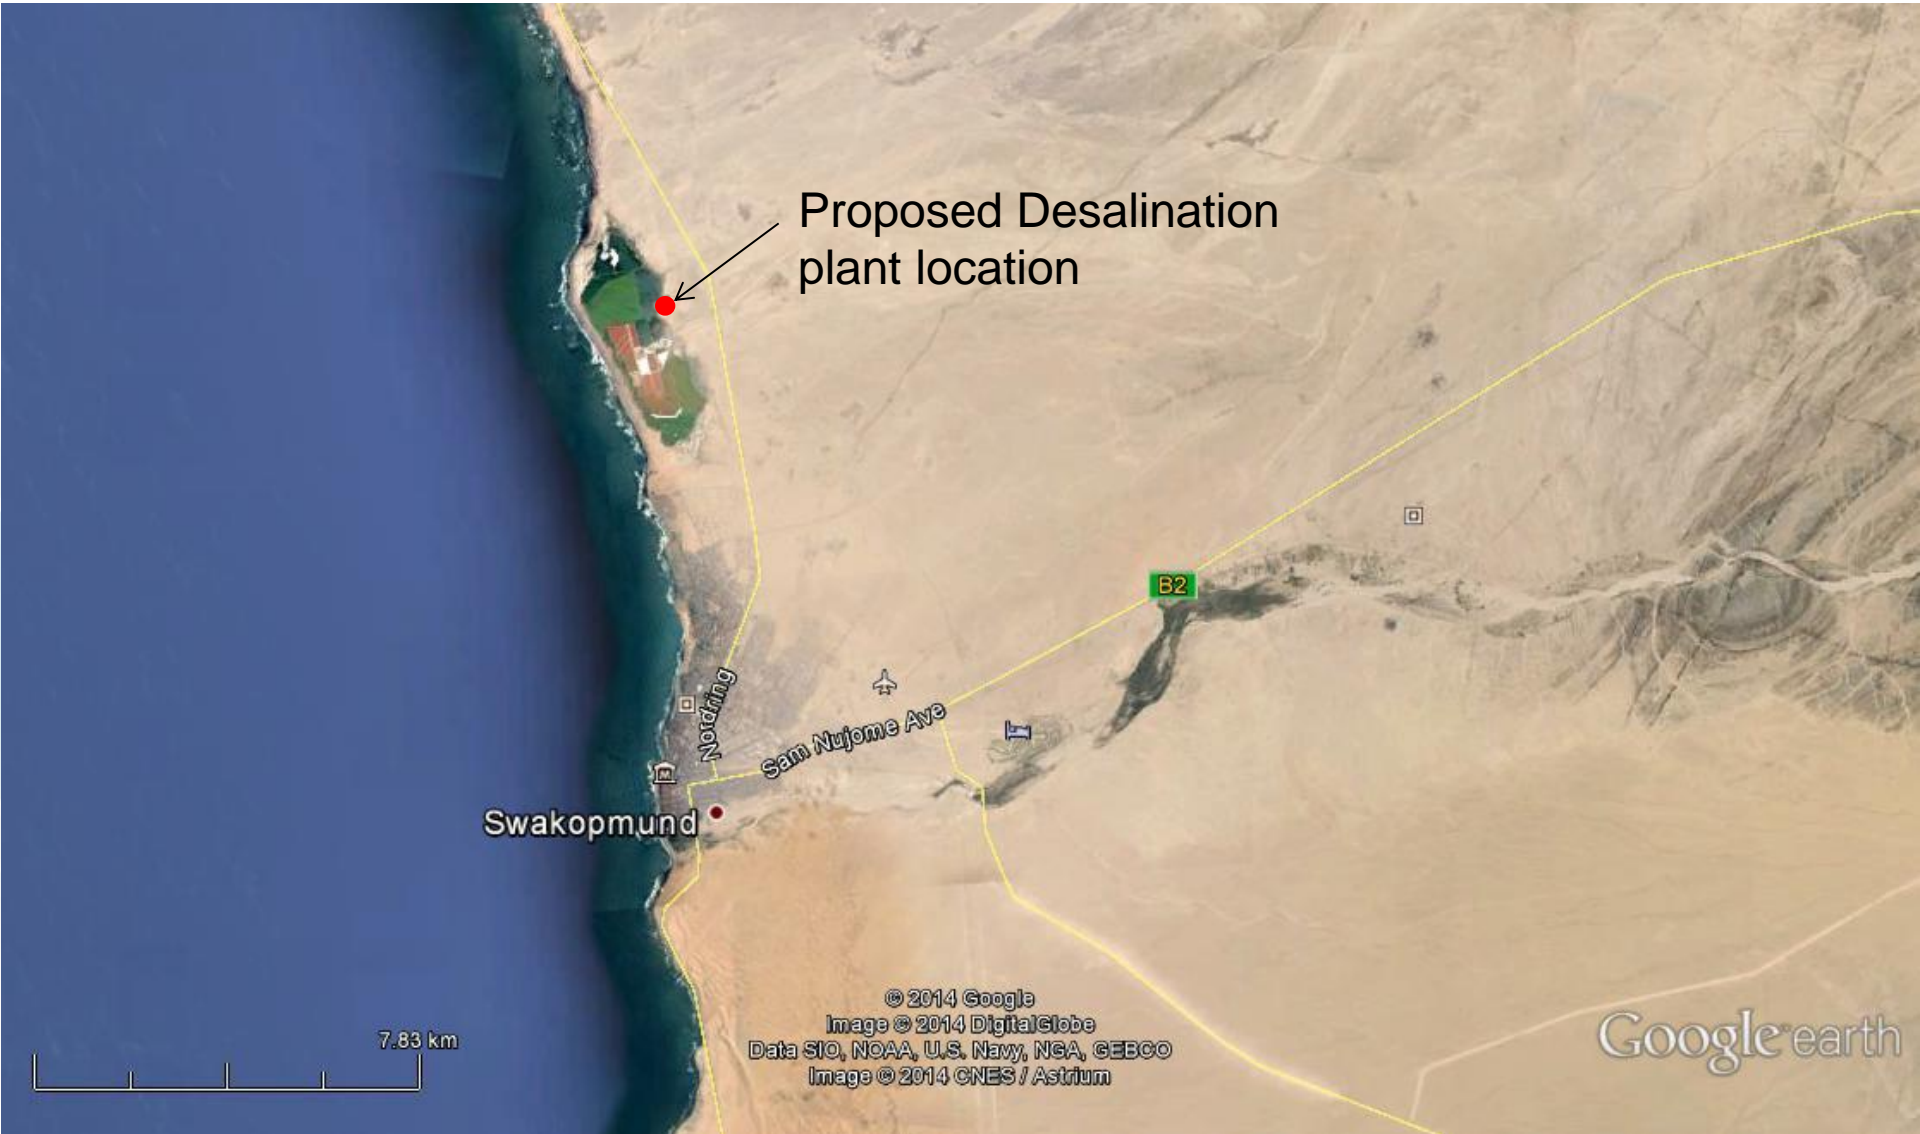 Proposed Desalination
plant location
B2
Nordring
Sam Nujome Ave
M
Swakopmund
© 2014 Google
Image © 2014 DigitalGlobe
Data SIO, NOAA, U.S. Navy, NGA, GEBCO
Image © 2014 CNES / Astrium
7.83 km
Google earth